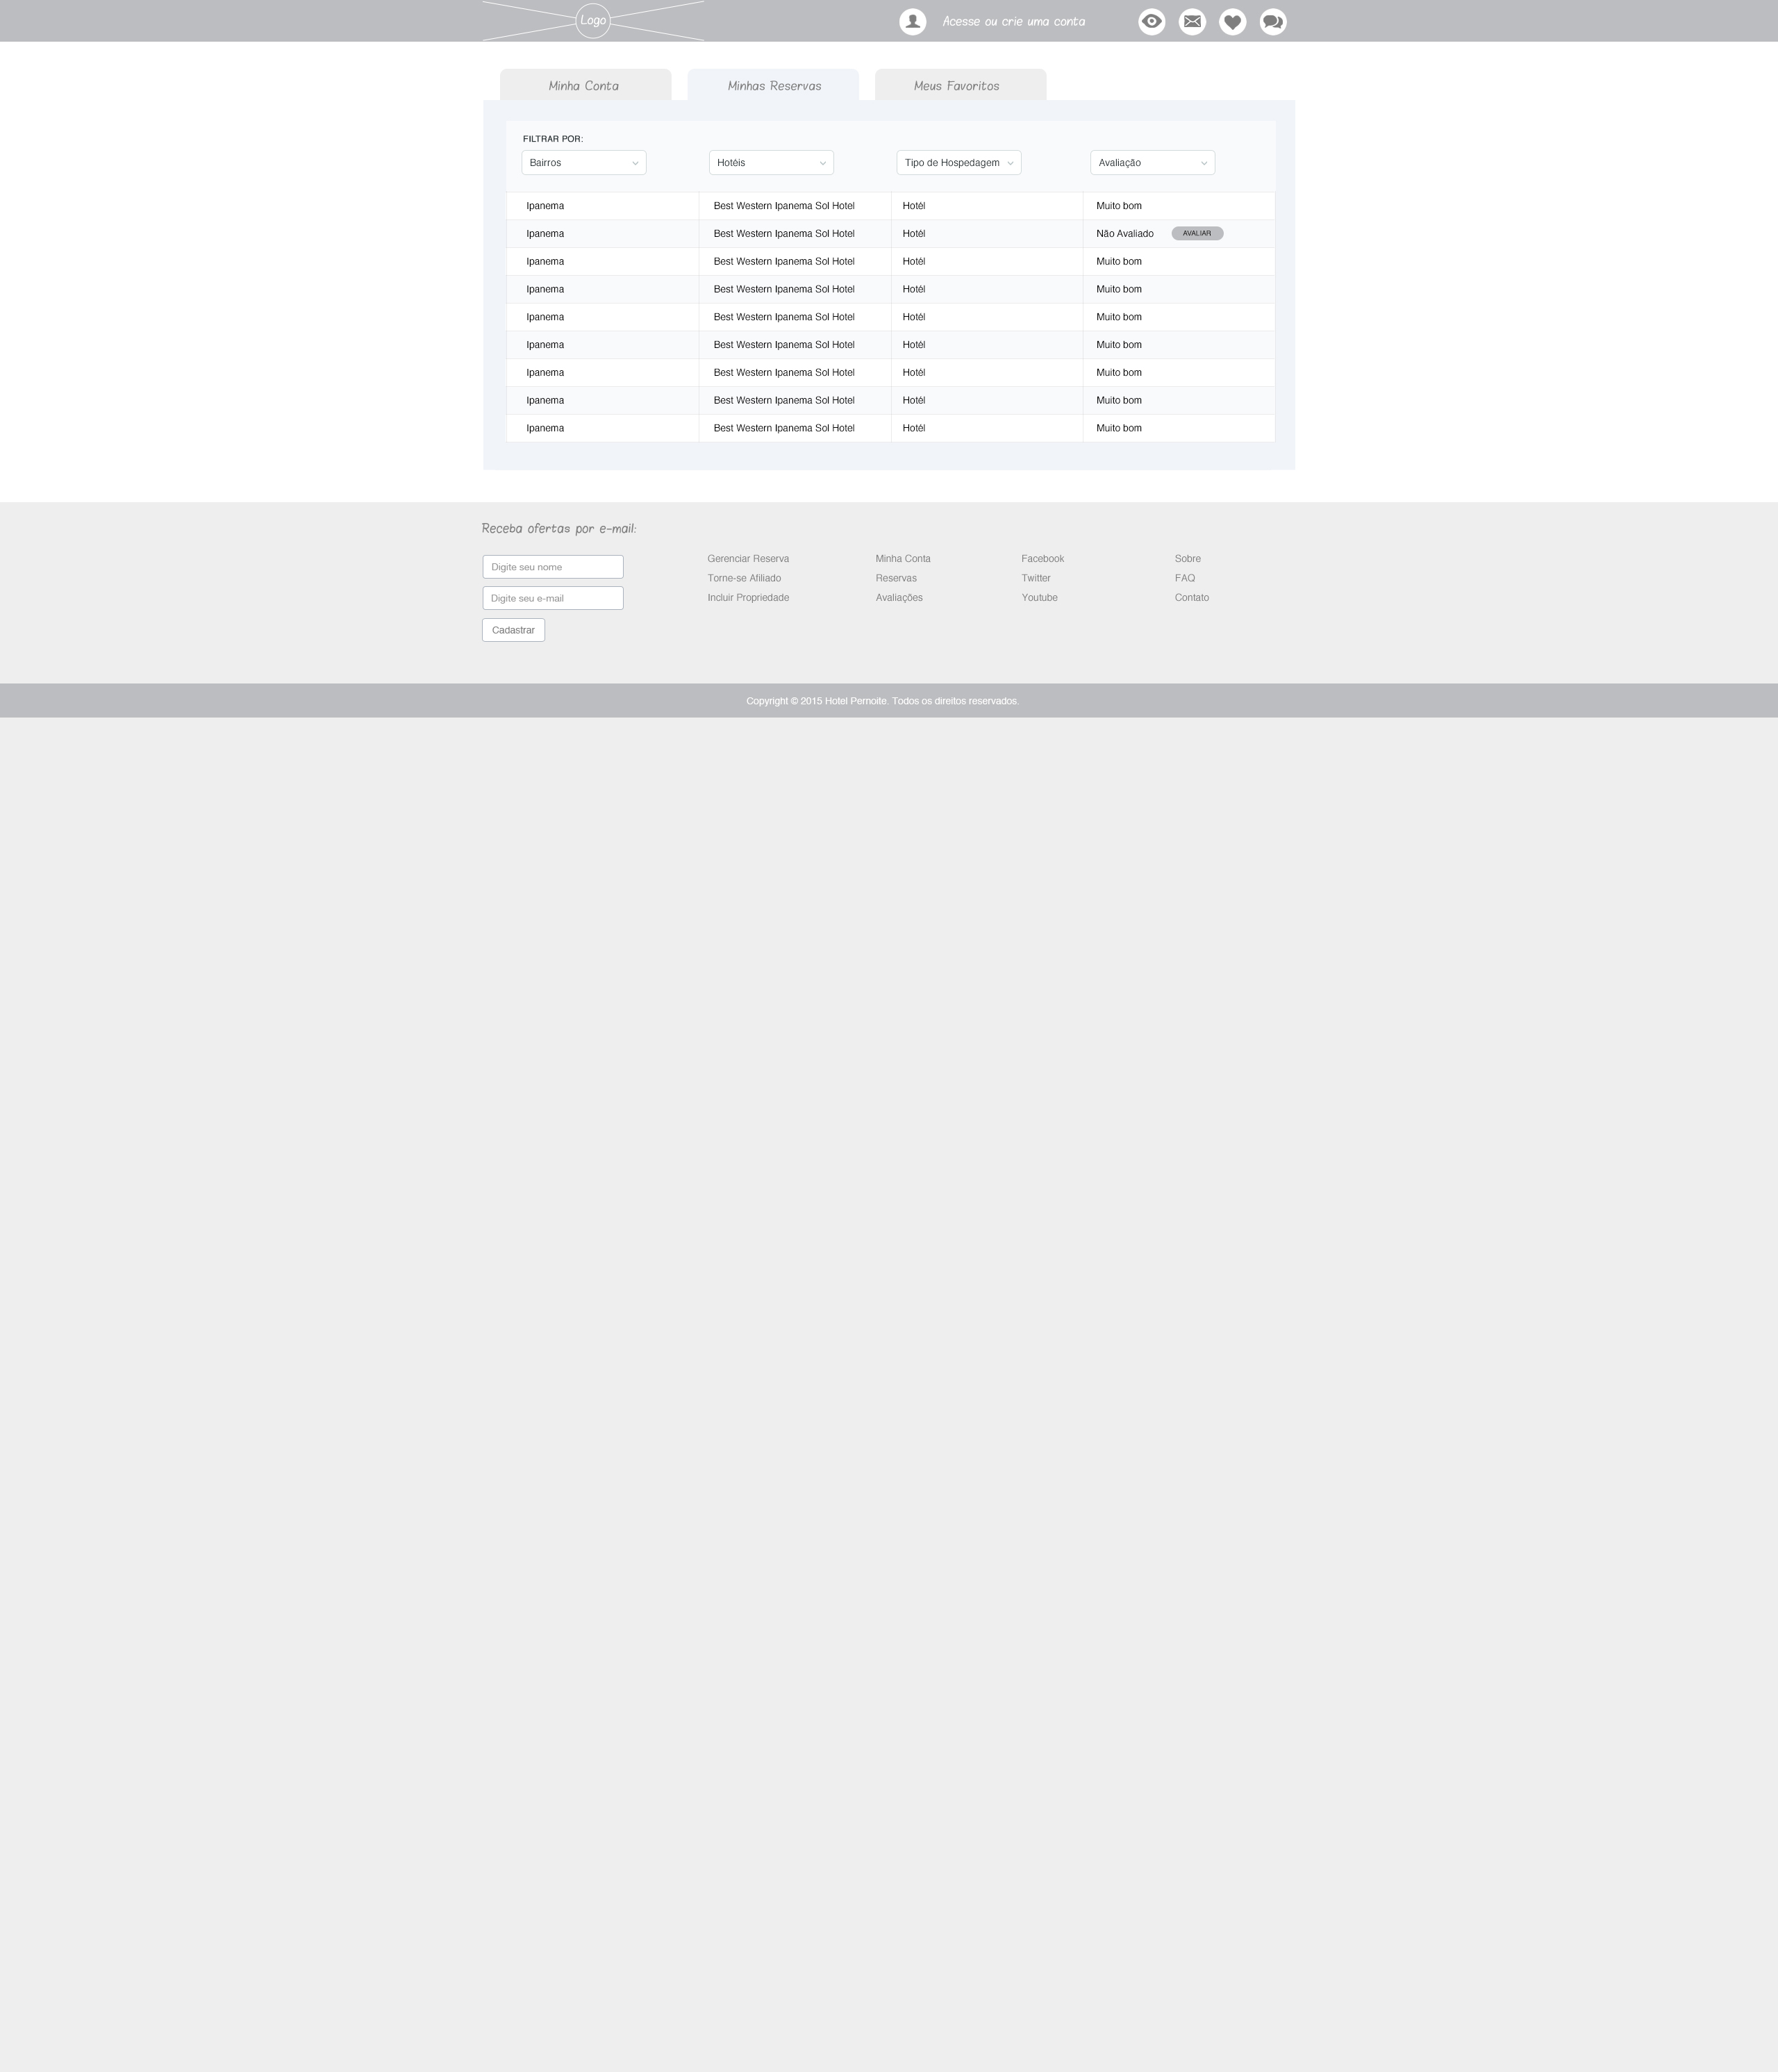 Logo
Acesse ou crie uma conta
Minha Conta
Minhas Reservas
Meus Favoritos
FILTRAR POR:
Bairros
Hotéis
Tipo de Hospedagem
Avaliação
Ipanema Best Western Ipanema Sol Hotel Hotél Muito bom
Ipanema Best Western Ipanema Sol Hotel Hotél Não Avaliado AVALIAR
Ipanema Best Western Ipanema Sol Hotel Hotél Muito bom
Ipanema Best Western Ipanema Sol Hotel Hotél Muito bom
Ipanema Best Western Ipanema Sol Hotel Hotél Muito bom
Ipanema Best Western Ipanema Sol Hotel Hotél Muito bom
Ipanema Best Western Ipanema Sol Hotel Hotél Muito bom
Ipanema Best Western Ipanema Sol Hotel Hotél Muito bom
Ipanema Best Western Ipanema Sol Hotel Hotél Muito bom
Receba ofertas por e-mail:
Digite seu nome
Digite seu e-mail
Cadastrar
Gerenciar Reserva
Torne-se Afiliado
Incluir Propriedade
Minha Conta
Reservas
Avaliações
Facebook
Twitter
Youtube
Sobre
FAQ
Contato
Copyright © 2015 Hotel Pernoite. Todos os direitos reservados.